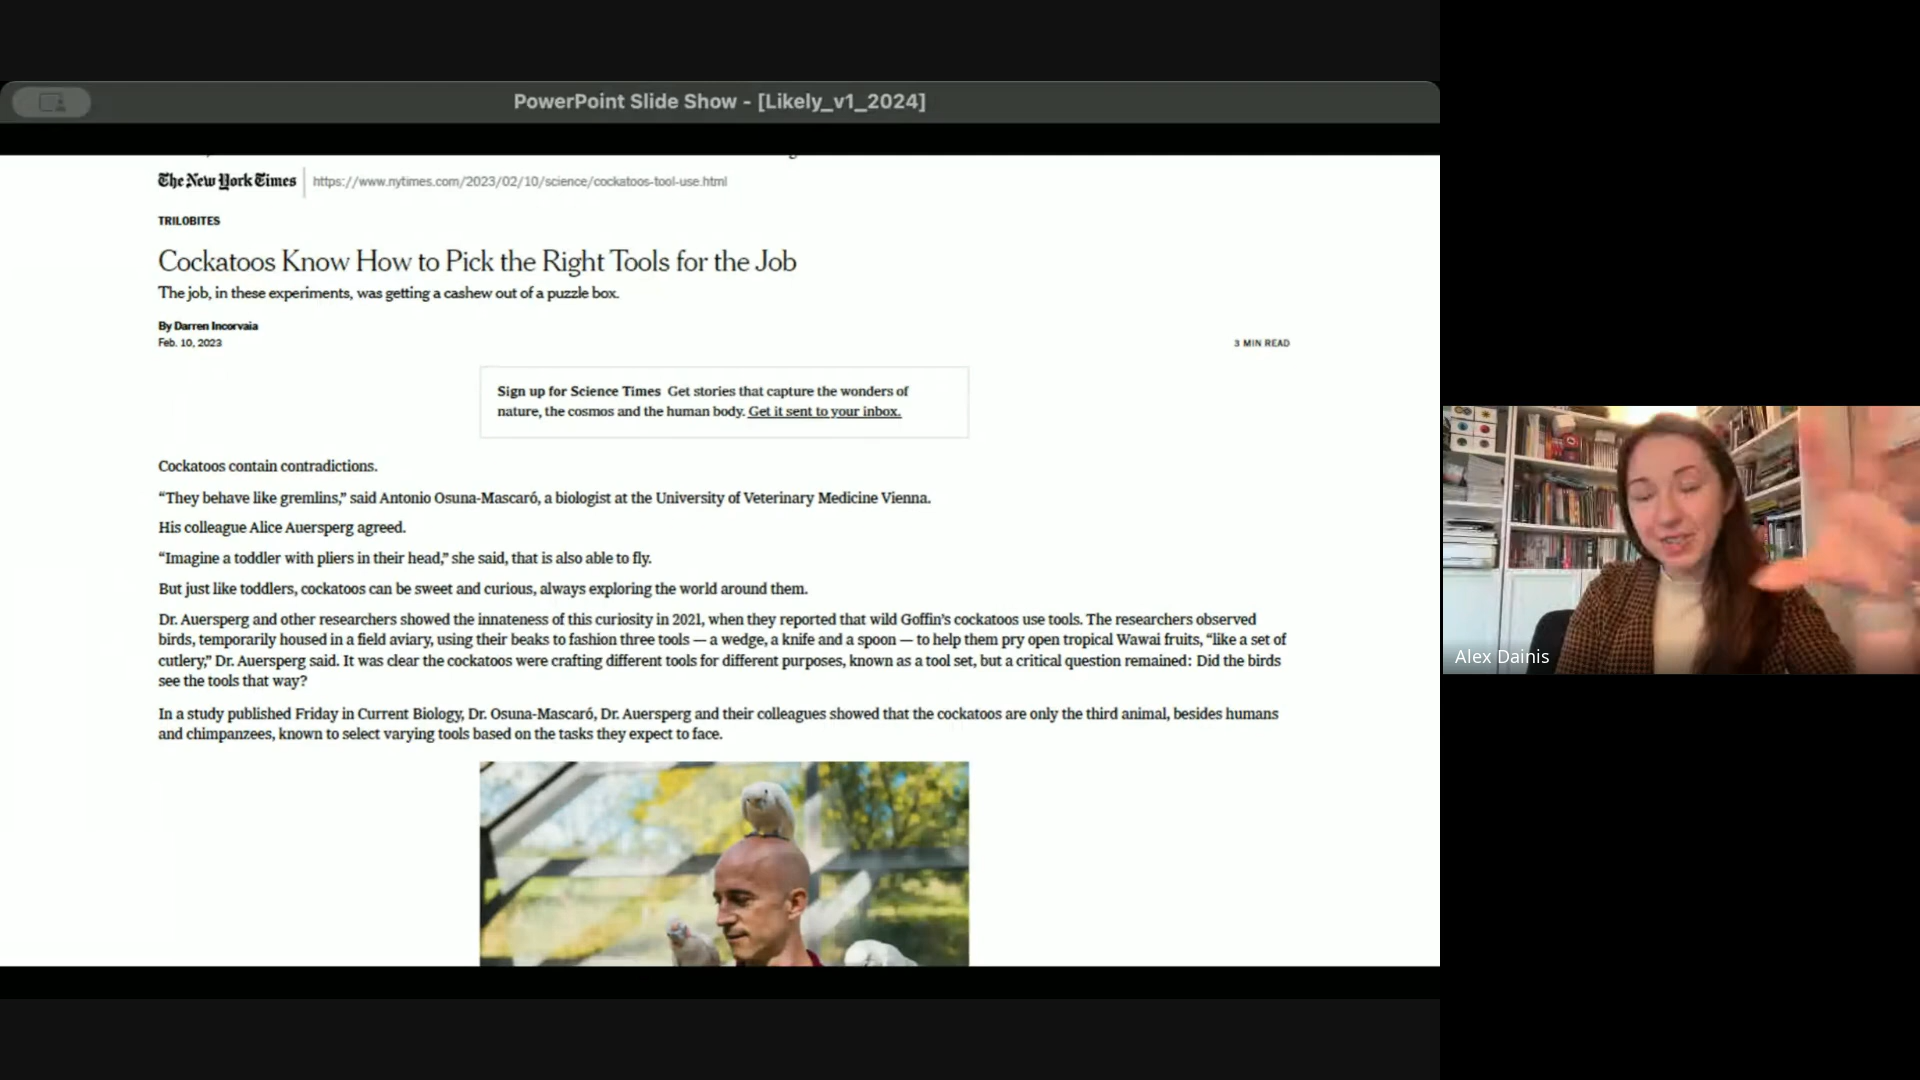 PowerPoint Slide Show - [Likely_v1_2024]
The New York Times
https://www.nytimes.com/2023/02/10/science/cockatoos-tool-use.html
TRILOBITES
Cockatoos Know How to Pick the Right Tools for the Job
The job, in these experiments, was getting a cashew out of a puzzle box.
By Darren Incorvaia
Feb. 10, 2023
3 MIN READ
Sign up for Science Times Get stories that capture the wonders of
nature, the cosmos and the human body. Get it sent to your inbox.
Cockatoos contain contradictions.
“They behave like gremlins,” said Antonio Osuna-Mascaró, a biologist at the University of Veterinary Medicine Vienna.
His colleague Alice Auersperg agreed.
“Imagine a toddler with pliers in their head,” she said, that is also able to fly.
But just like toddlers, cockatoos can be sweet and curious, always exploring the world around them.
Dr. Auersperg and other researchers showed the innateness of this curiosity in 2021, when they reported that wild Goffin’s cockatoos use tools. The researchers observed
birds, temporarily housed in a field aviary, using their beaks to fashion three tools — a wedge, a knife and a spoon — to help them pry open tropical Wawai fruits, “like a set of
cutlery,” Dr. Auersperg said. It was clear the cockatoos were crafting different tools for different purposes, known as a tool set, but a critical question remained: Did the birds
see the tools that way?
In a study published Friday in Current Biology, Dr. Osuna-Mascaró, Dr. Auersperg and their colleagues showed that the cockatoos are only the third animal, besides humans
and chimpanzees, known to select varying tools based on the tasks they expect to face.
Alex Dainis